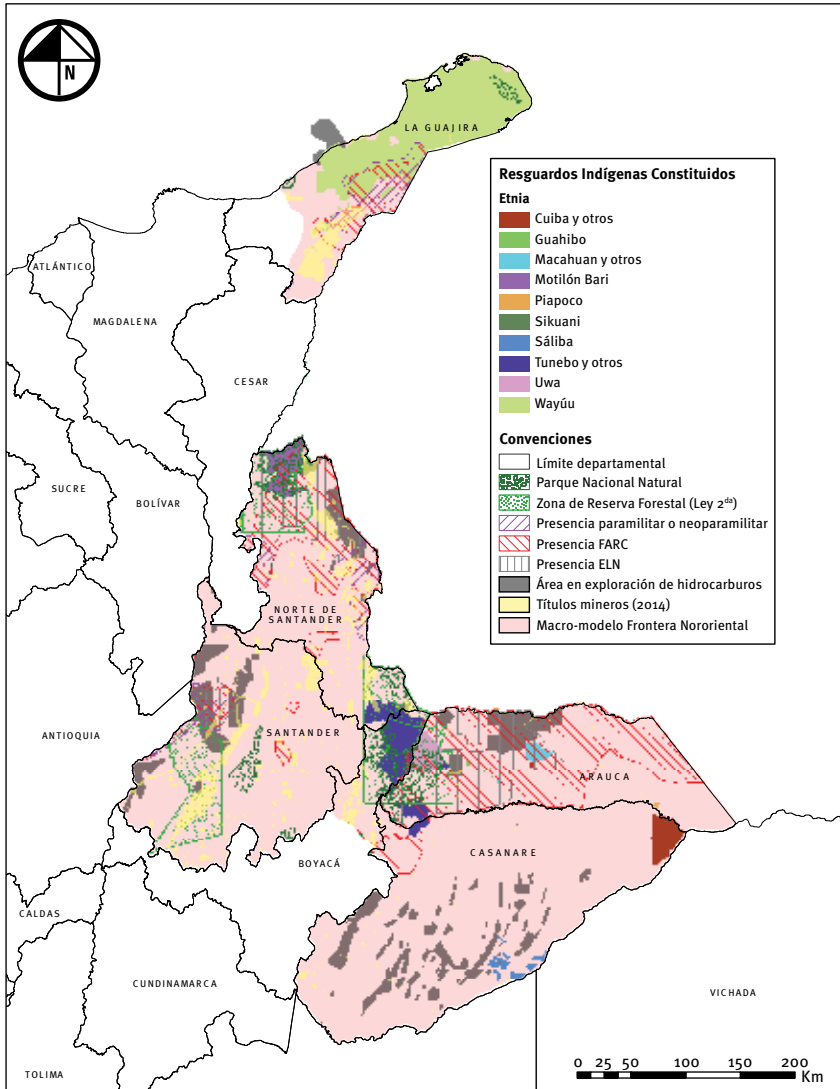 N
LA GUAJIRA
ATLÁNTICO
MAGDALENA
CESAR
SUCRE
BOLÍVAR
NORTE DE
SANTANDER
ANTIOQUIA
SANTANDER
ARAUCA
BOYACÁ
CASANARE
CALDAS
CUNDINAMARCA
VICHADA
TOLIMA
Resguardos Indígenas Constituidos
Etnia
Cuiba y otros
Guahibo
Macahuan y otros
Motilón Bari
Piapoco
Sikuani
Sáliba
Tunebo y otros
Uwa
Wayúu
Convenciones
Límite departamental
Parque Nacional Natural
Zona de Reserva Forestal (Ley 2da)
Presencia paramilitar o neoparamilitar
Presencia FARC
Presencia ELN
Área en exploración de hidrocarburos
Títulos mineros (2014)
Macro-modelo Frontera Nororiental
0 25 50 100 150 200
Km